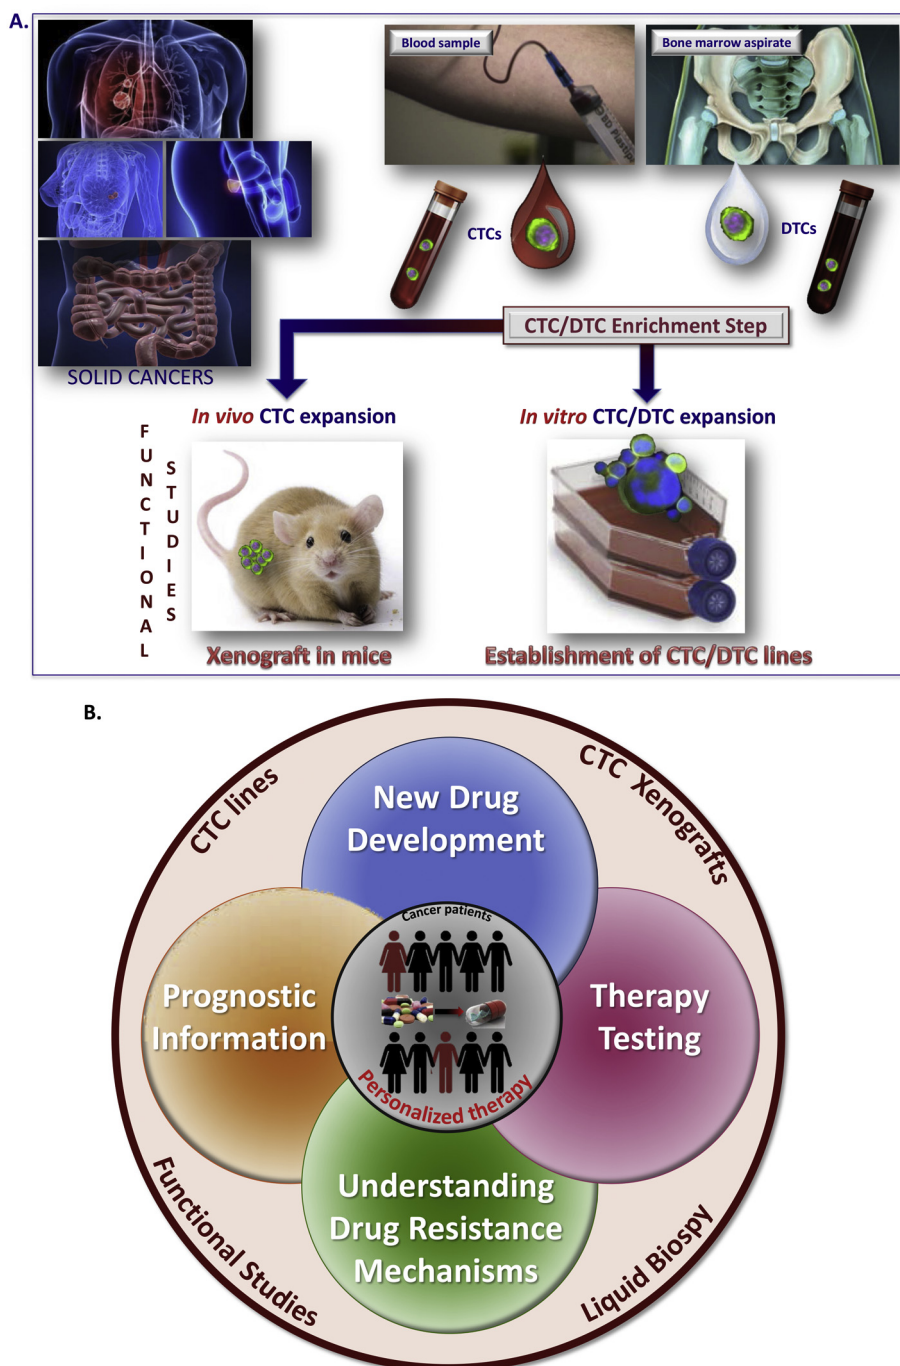 A.
Blood sample
Bone marrow aspirate
CTCs
DTCs
CTC/DTC Enrichment Step
SOLID CANCERS
In vivo CTC expansion
In vitro CTC/DTC expansion
FUNCTIONAL
STUDIES
Xenograft in mice
Establishment of CTC/DTC lines
B.
CTC lines
CTC Xenografts
New Drug
Development
Cancer patients
Prognostic
Information
Therapy
Testing
Personalized therapy
Understanding
Drug Resistance
Mechanisms
Functional Studies
Liquid Biospy